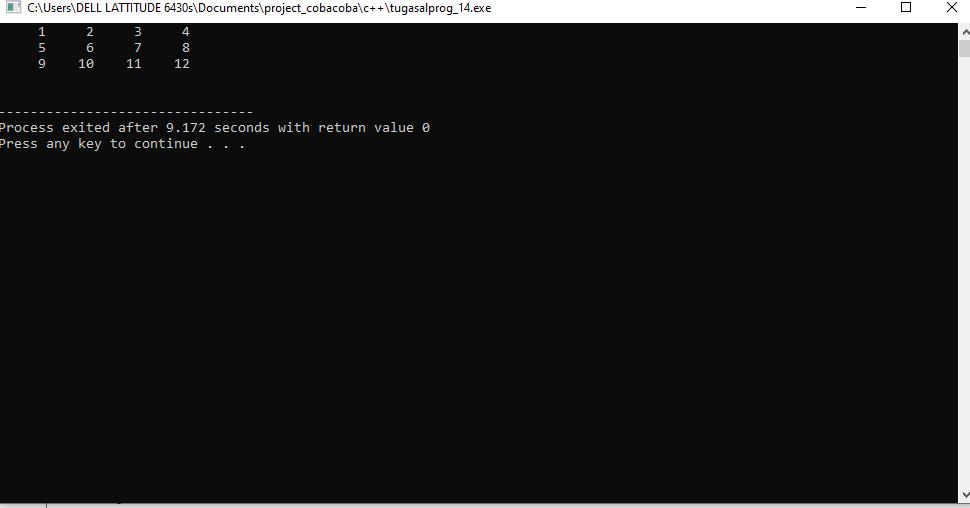 C:\Users\DELL LATTITUDE 6430s\Documents\project_cobacoba\c++\tugasalprog_14.exe
     1     2     3     4
     5     6     7     8
     9    10    11    12
--------------------------------
Process exited after 9.172 seconds with return value 0
Press any key to continue . . .